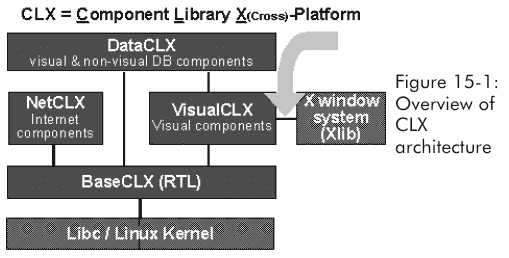 CLX = Component Library X(Cross)-Platform
DataCLX
visual & non-visual DB components
NetCLX
Internet
components
VisualCLX
Visual components
X window
system
(Xlib)
BaseCLX (RTL)
Libc / Linux Kernel
Figure 15-1:
Overview of
CLX
architecture